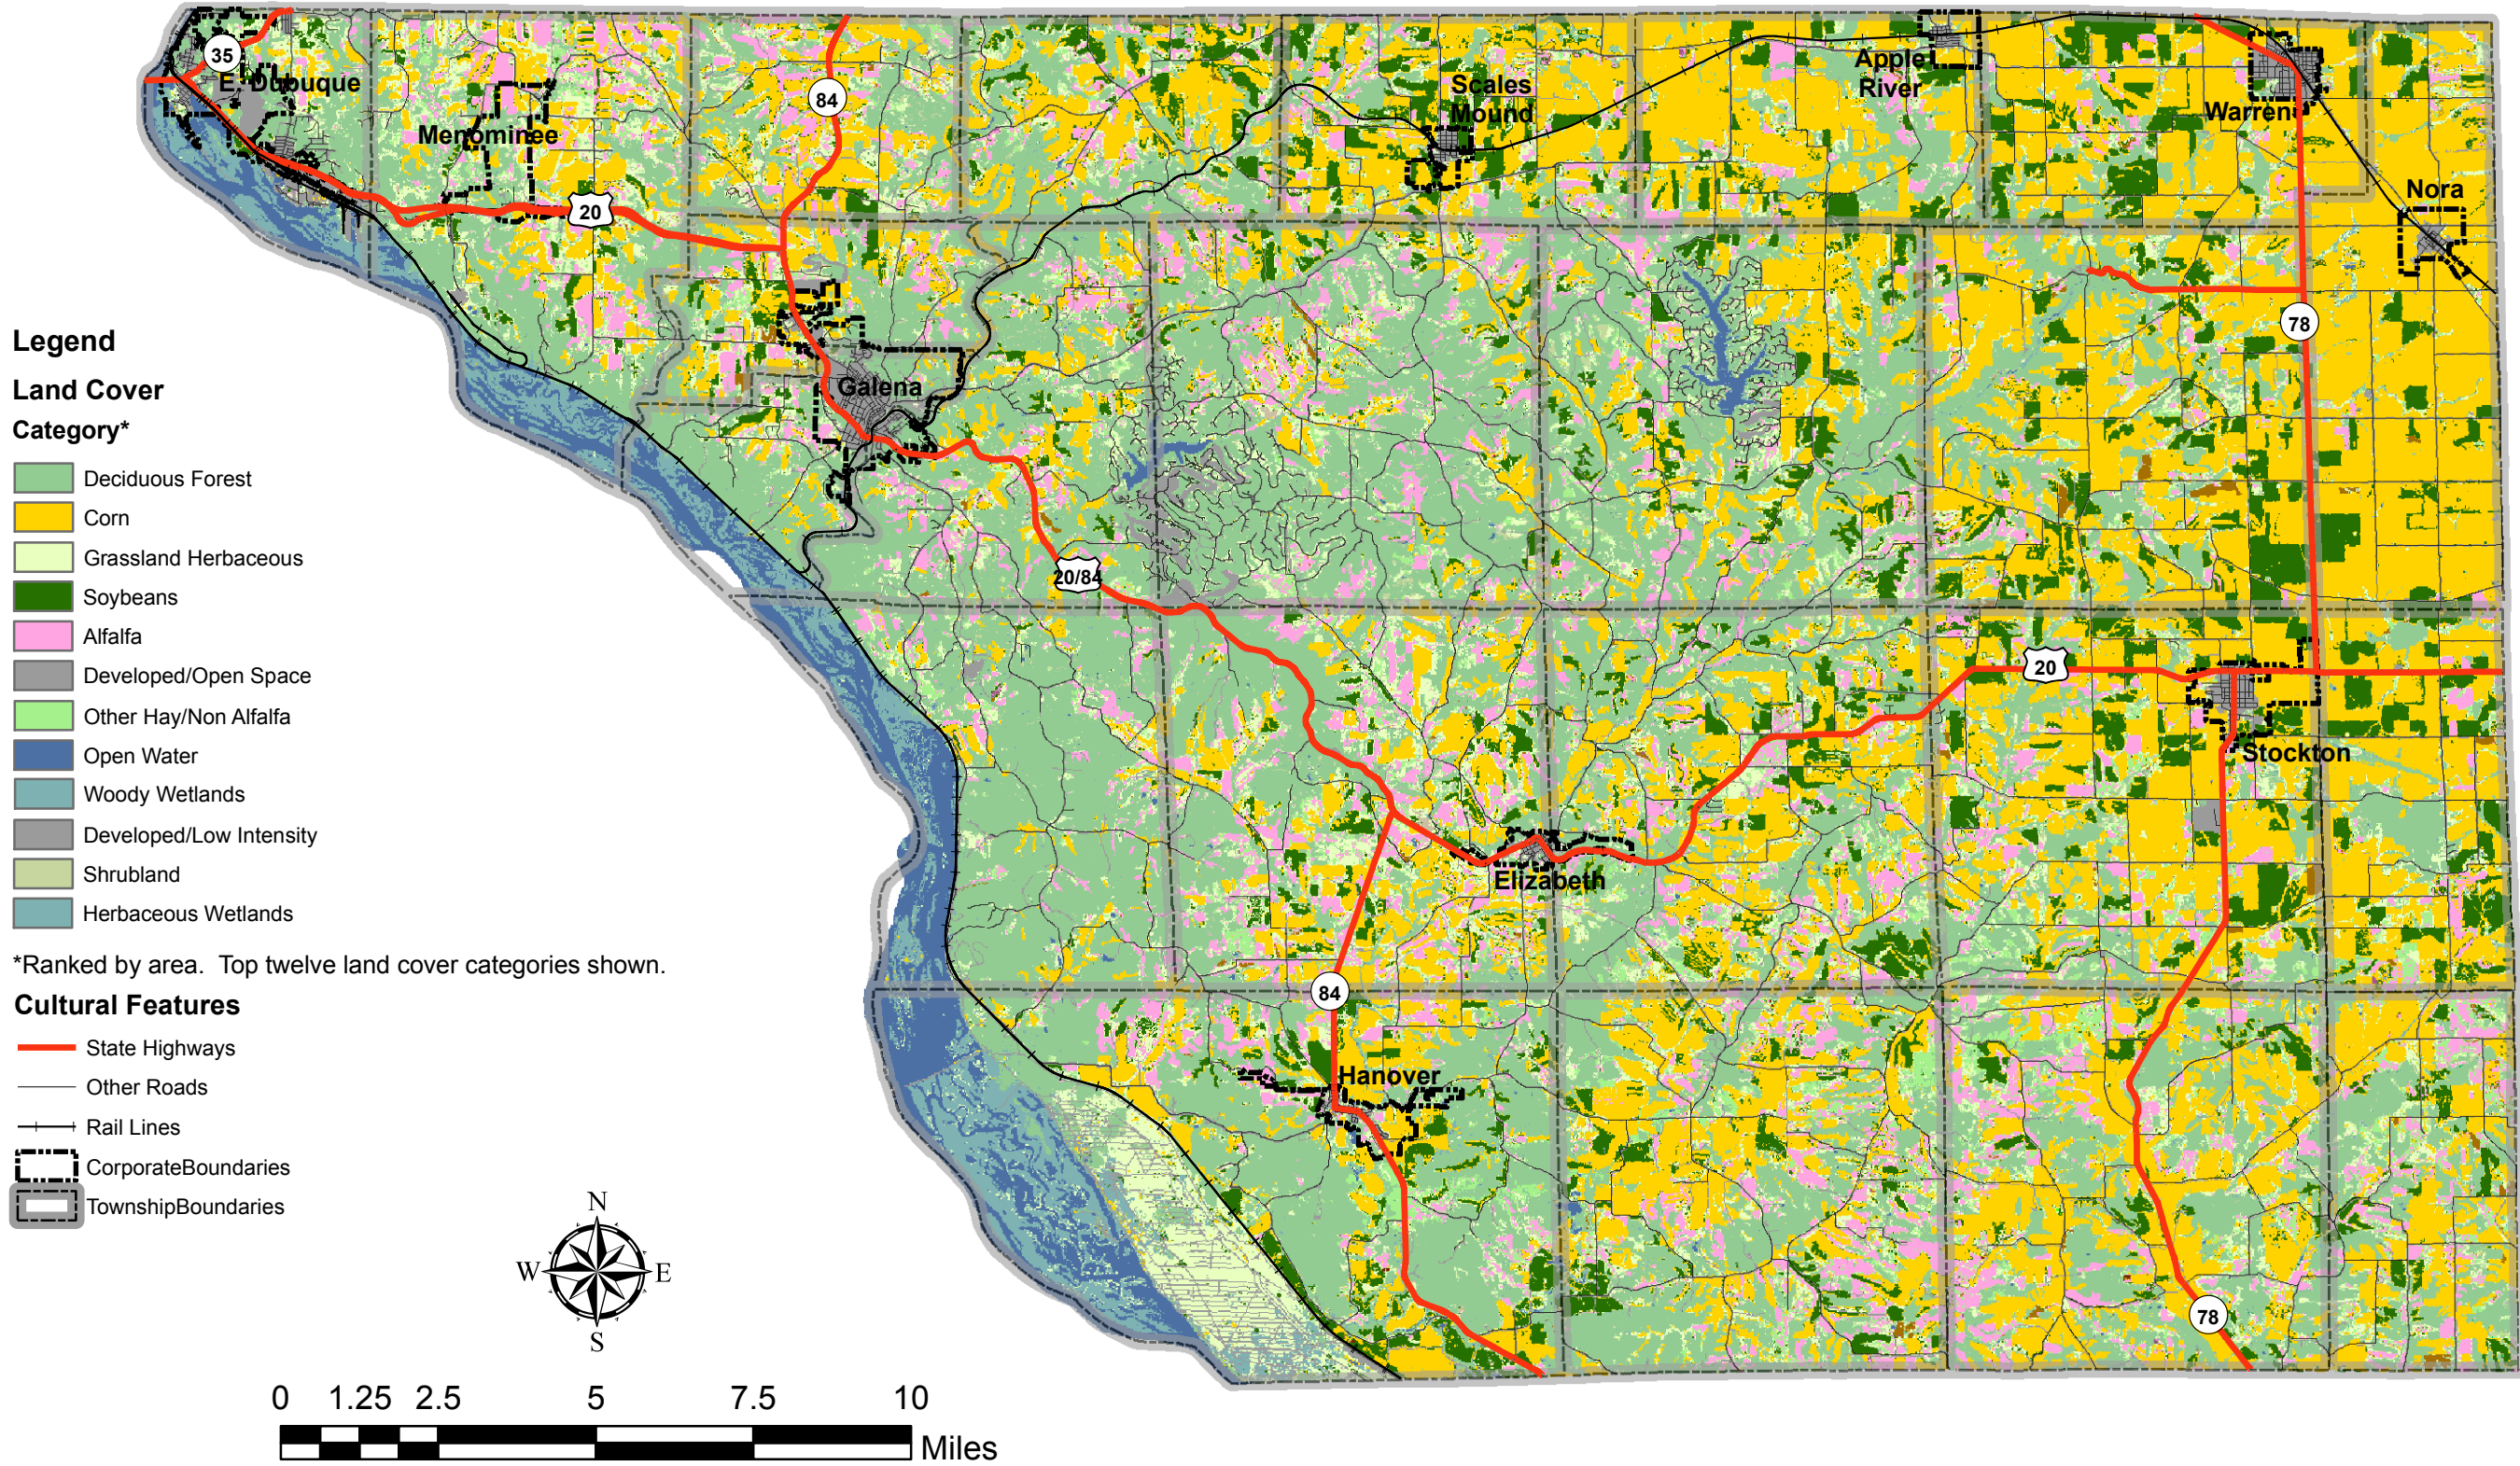 35
E. Dubuque
Menominee
84
Scales
Mound
Apple
River
Warren
20
Nora
78
Galena
20/84
20
Stockton
Elizabeth
84
Hanover
78
Legend
Land Cover
Category*
Deciduous Forest
Corn
Grassland Herbaceous
Soybeans
Alfalfa
Developed/Open Space
Other Hay/Non Alfalfa
Open Water
Woody Wetlands
Developed/Low Intensity
Shrubland
Herbaceous Wetlands
*Ranked by area.  Top twelve land cover categories shown.
Cultural Features
State Highways
Other Roads
Rail Lines
CorporateBoundaries
TownshipBoundaries
N
W E
S
0 1.25 2.5 5 7.5 10
Miles